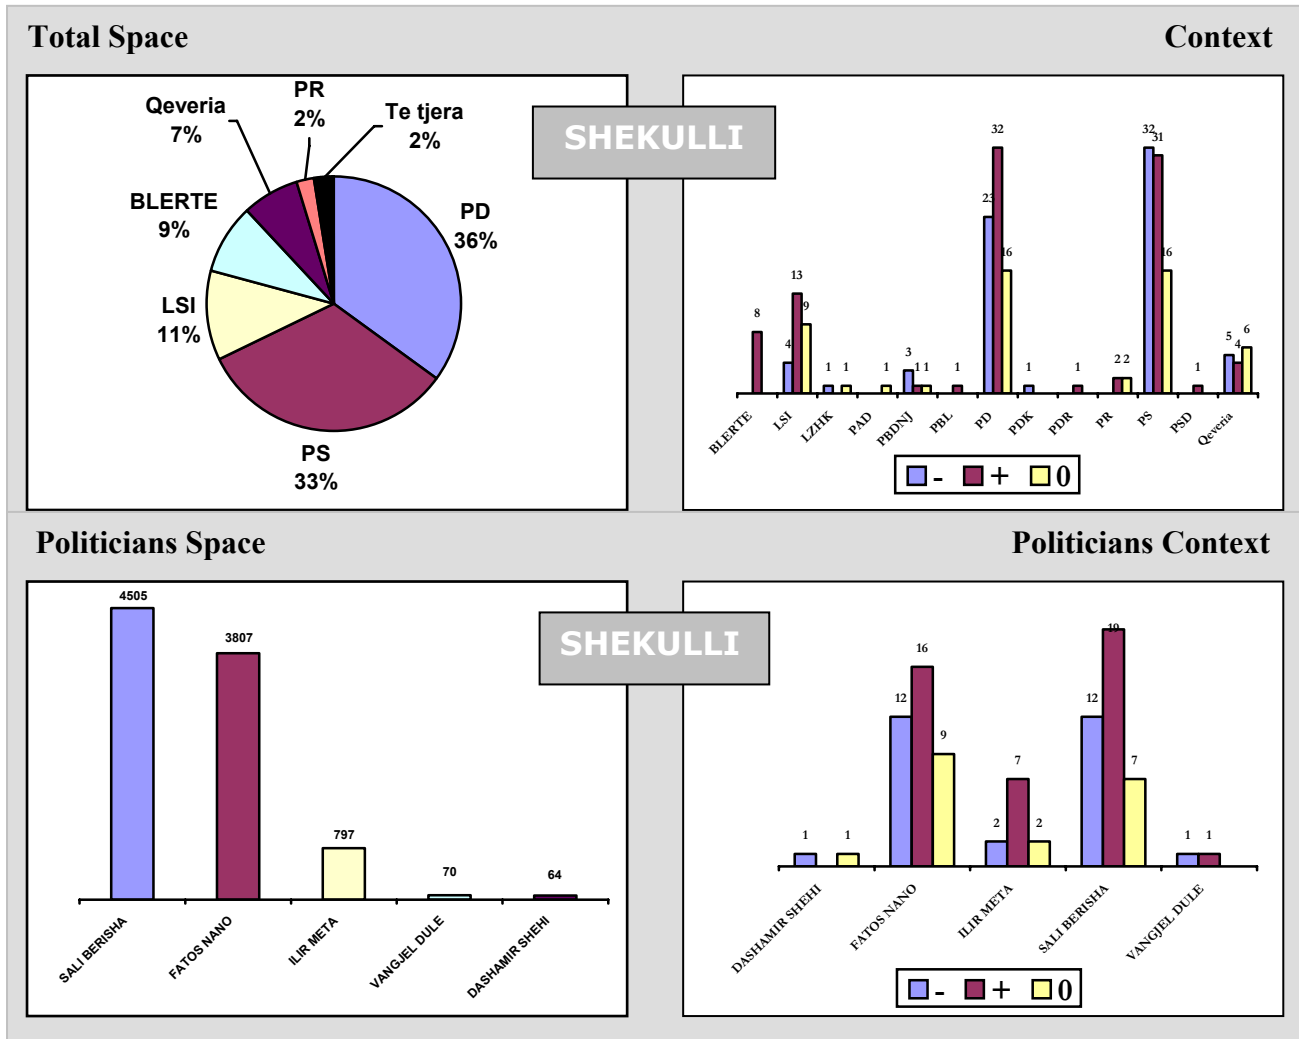 Total Space
Context
SHEKULLI
PR
2%
Qeveria
7%
Te tjera
2%
BLERTE
9%
PD
36%
LSI
11%
PS
33%
8
4
13
9
1
1
1
3
1
1
1
23
32
16
1
1
2
2
32
31
16
1
5
4
6
BLERTE
LSI
LZHK
PAD
PBDNJ
PBL
PD
PDK
PDR
PR
PS
PSD
Qeveria
- + 0
Politicians Space
Politicians Context
SHEKULLI
4505
3807
797
70
64
SALI BERISHA
FATOS NANO
ILIR META
VANGJEL DULE
DASHAMIR SHEHI
1
1
12
16
9
2
7
2
12
19
7
1
1
DASHAMIR SHEHI
FATOS NANO
ILIR META
SALI BERISHA
VANGJEL DULE
- + 0